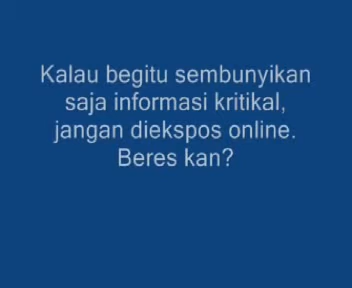 Kalau begitu sembunyikan
saja informasi kritikal,
jangan diekspos online.
Beres kan?